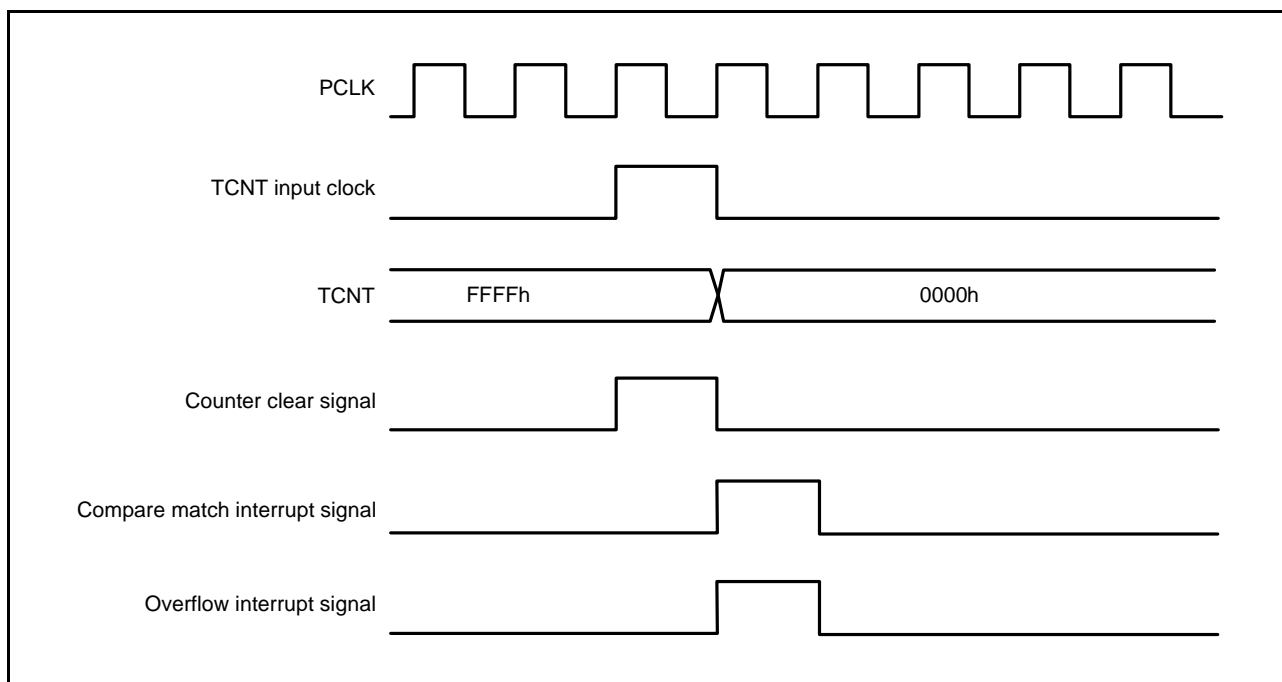 PCLK
TCNT input clock
TCNT
FFFFh
0000h
Counter clear signal
Compare match interrupt signal
Overflow interrupt signal